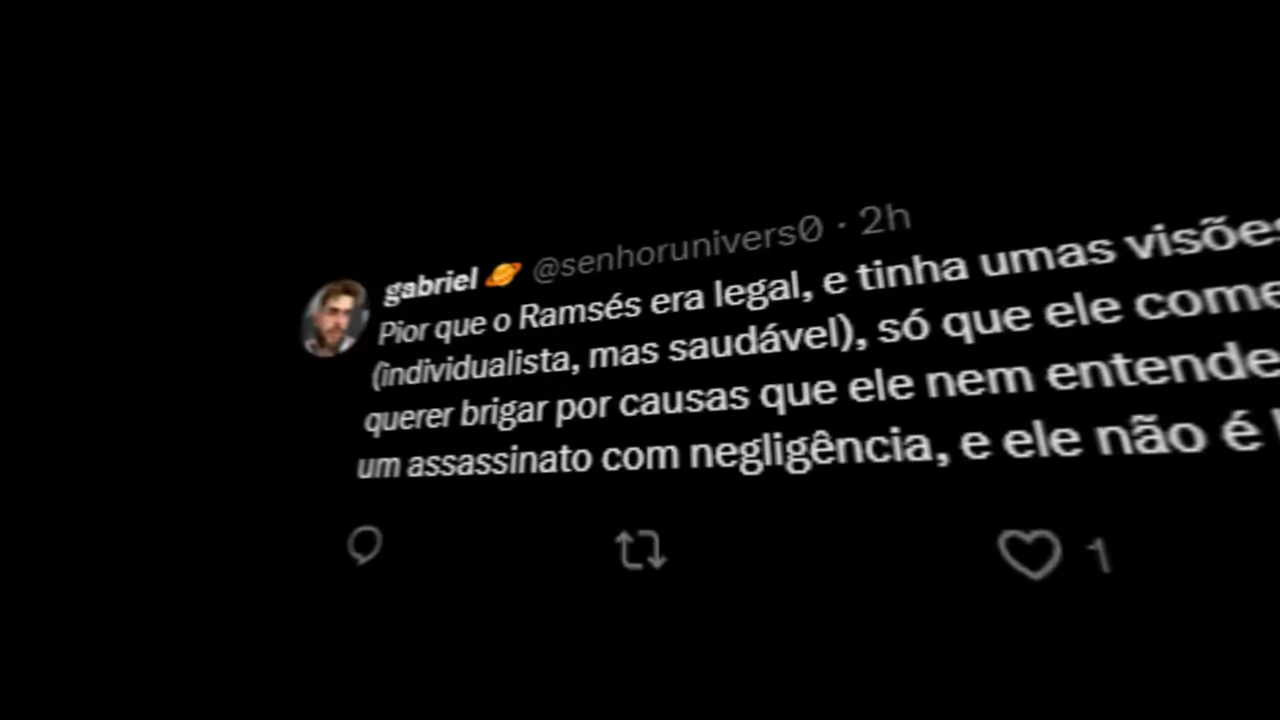 gabriel 🪐 @senhorunivers0 · 2h
Pior que o Ramsés era legal, e tinha umas visões
(individualista, mas saudável), só que ele come
querer brigar por causas que ele nem entende
um assassinato com negligência, e ele não é
1